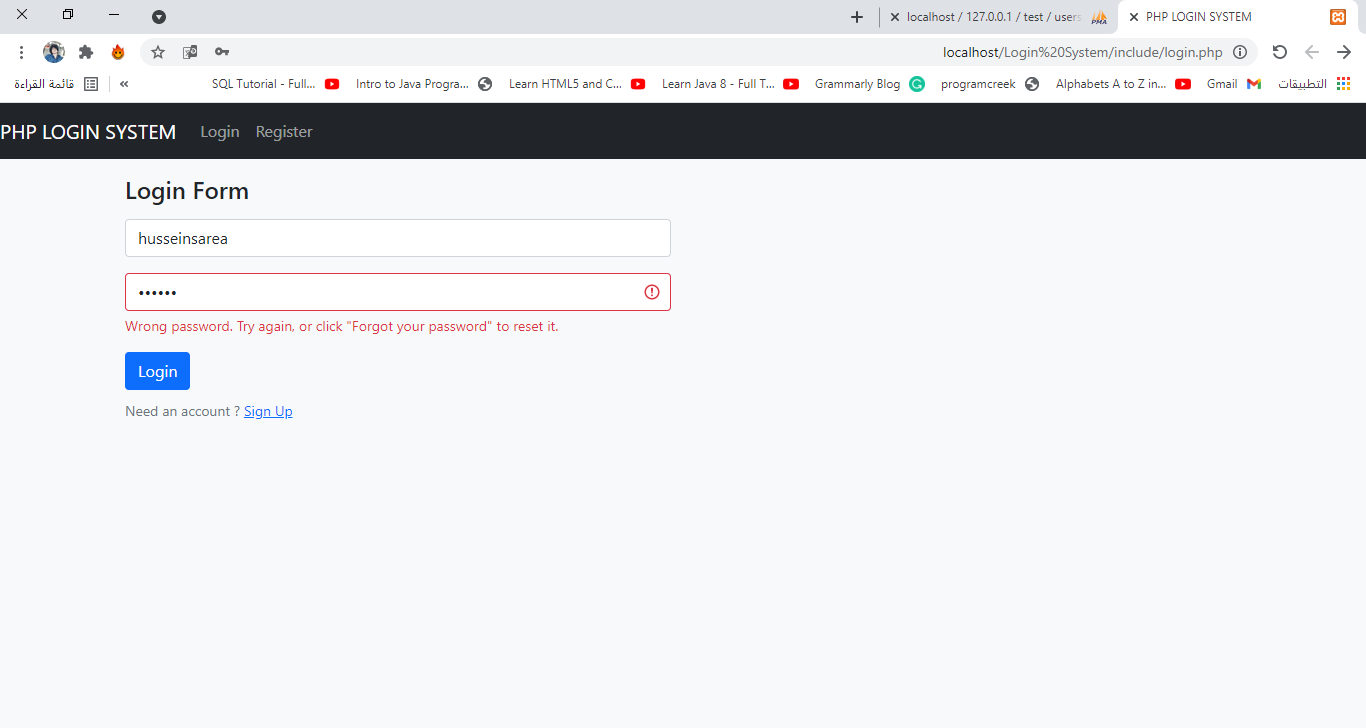 localhost / 127.0.0.1 / test / users
PHP LOGIN SYSTEM
localhost/Login%20System/include/login.php
قائمة القراءة
»
SQL Tutorial - Full...
Intro to Java Progra...
Learn HTML5 and C...
Learn Java 8 - Full T...
Grammarly Blog
programcreek
Alphabets A to Z in...
Gmail
التطبيقات
PHP LOGIN SYSTEM Login Register
Login Form
husseinsarea
••••••
Wrong password. Try again, or click "Forgot your password" to reset it.
Login
Need an account ? Sign Up